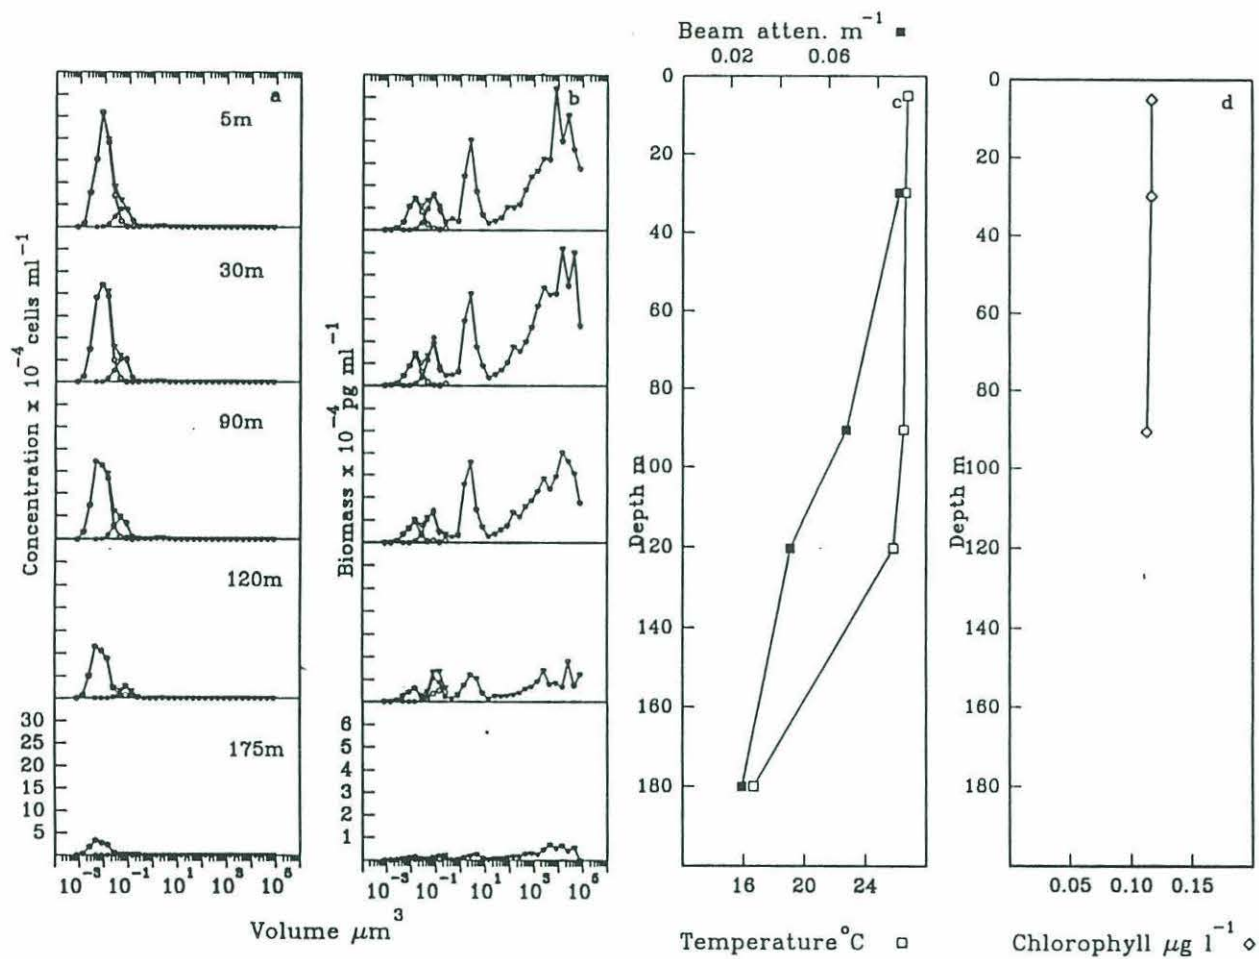 Beam atten. m⁻¹ ■
0.02 0.06
a
5m
30m
90m
120m
175m
Concentration x 10⁻⁴ cells ml⁻¹
30
25
20
15
10
5
10⁻³ 10⁻¹ 10¹ 10³ 10⁵
b
Biomass x 10⁻⁴ pg ml⁻¹
6
5
4
3
2
1
10⁻³ 10⁻¹ 10¹ 10³ 10⁵
Volume μm³
c
Depth m
0
20
40
60
80
100
120
140
160
180
16 20 24
Temperature°C □
d
Depth m
0
20
40
60
80
100
120
140
160
180
0.05 0.10 0.15
Chlorophyll μg l⁻¹ ◇